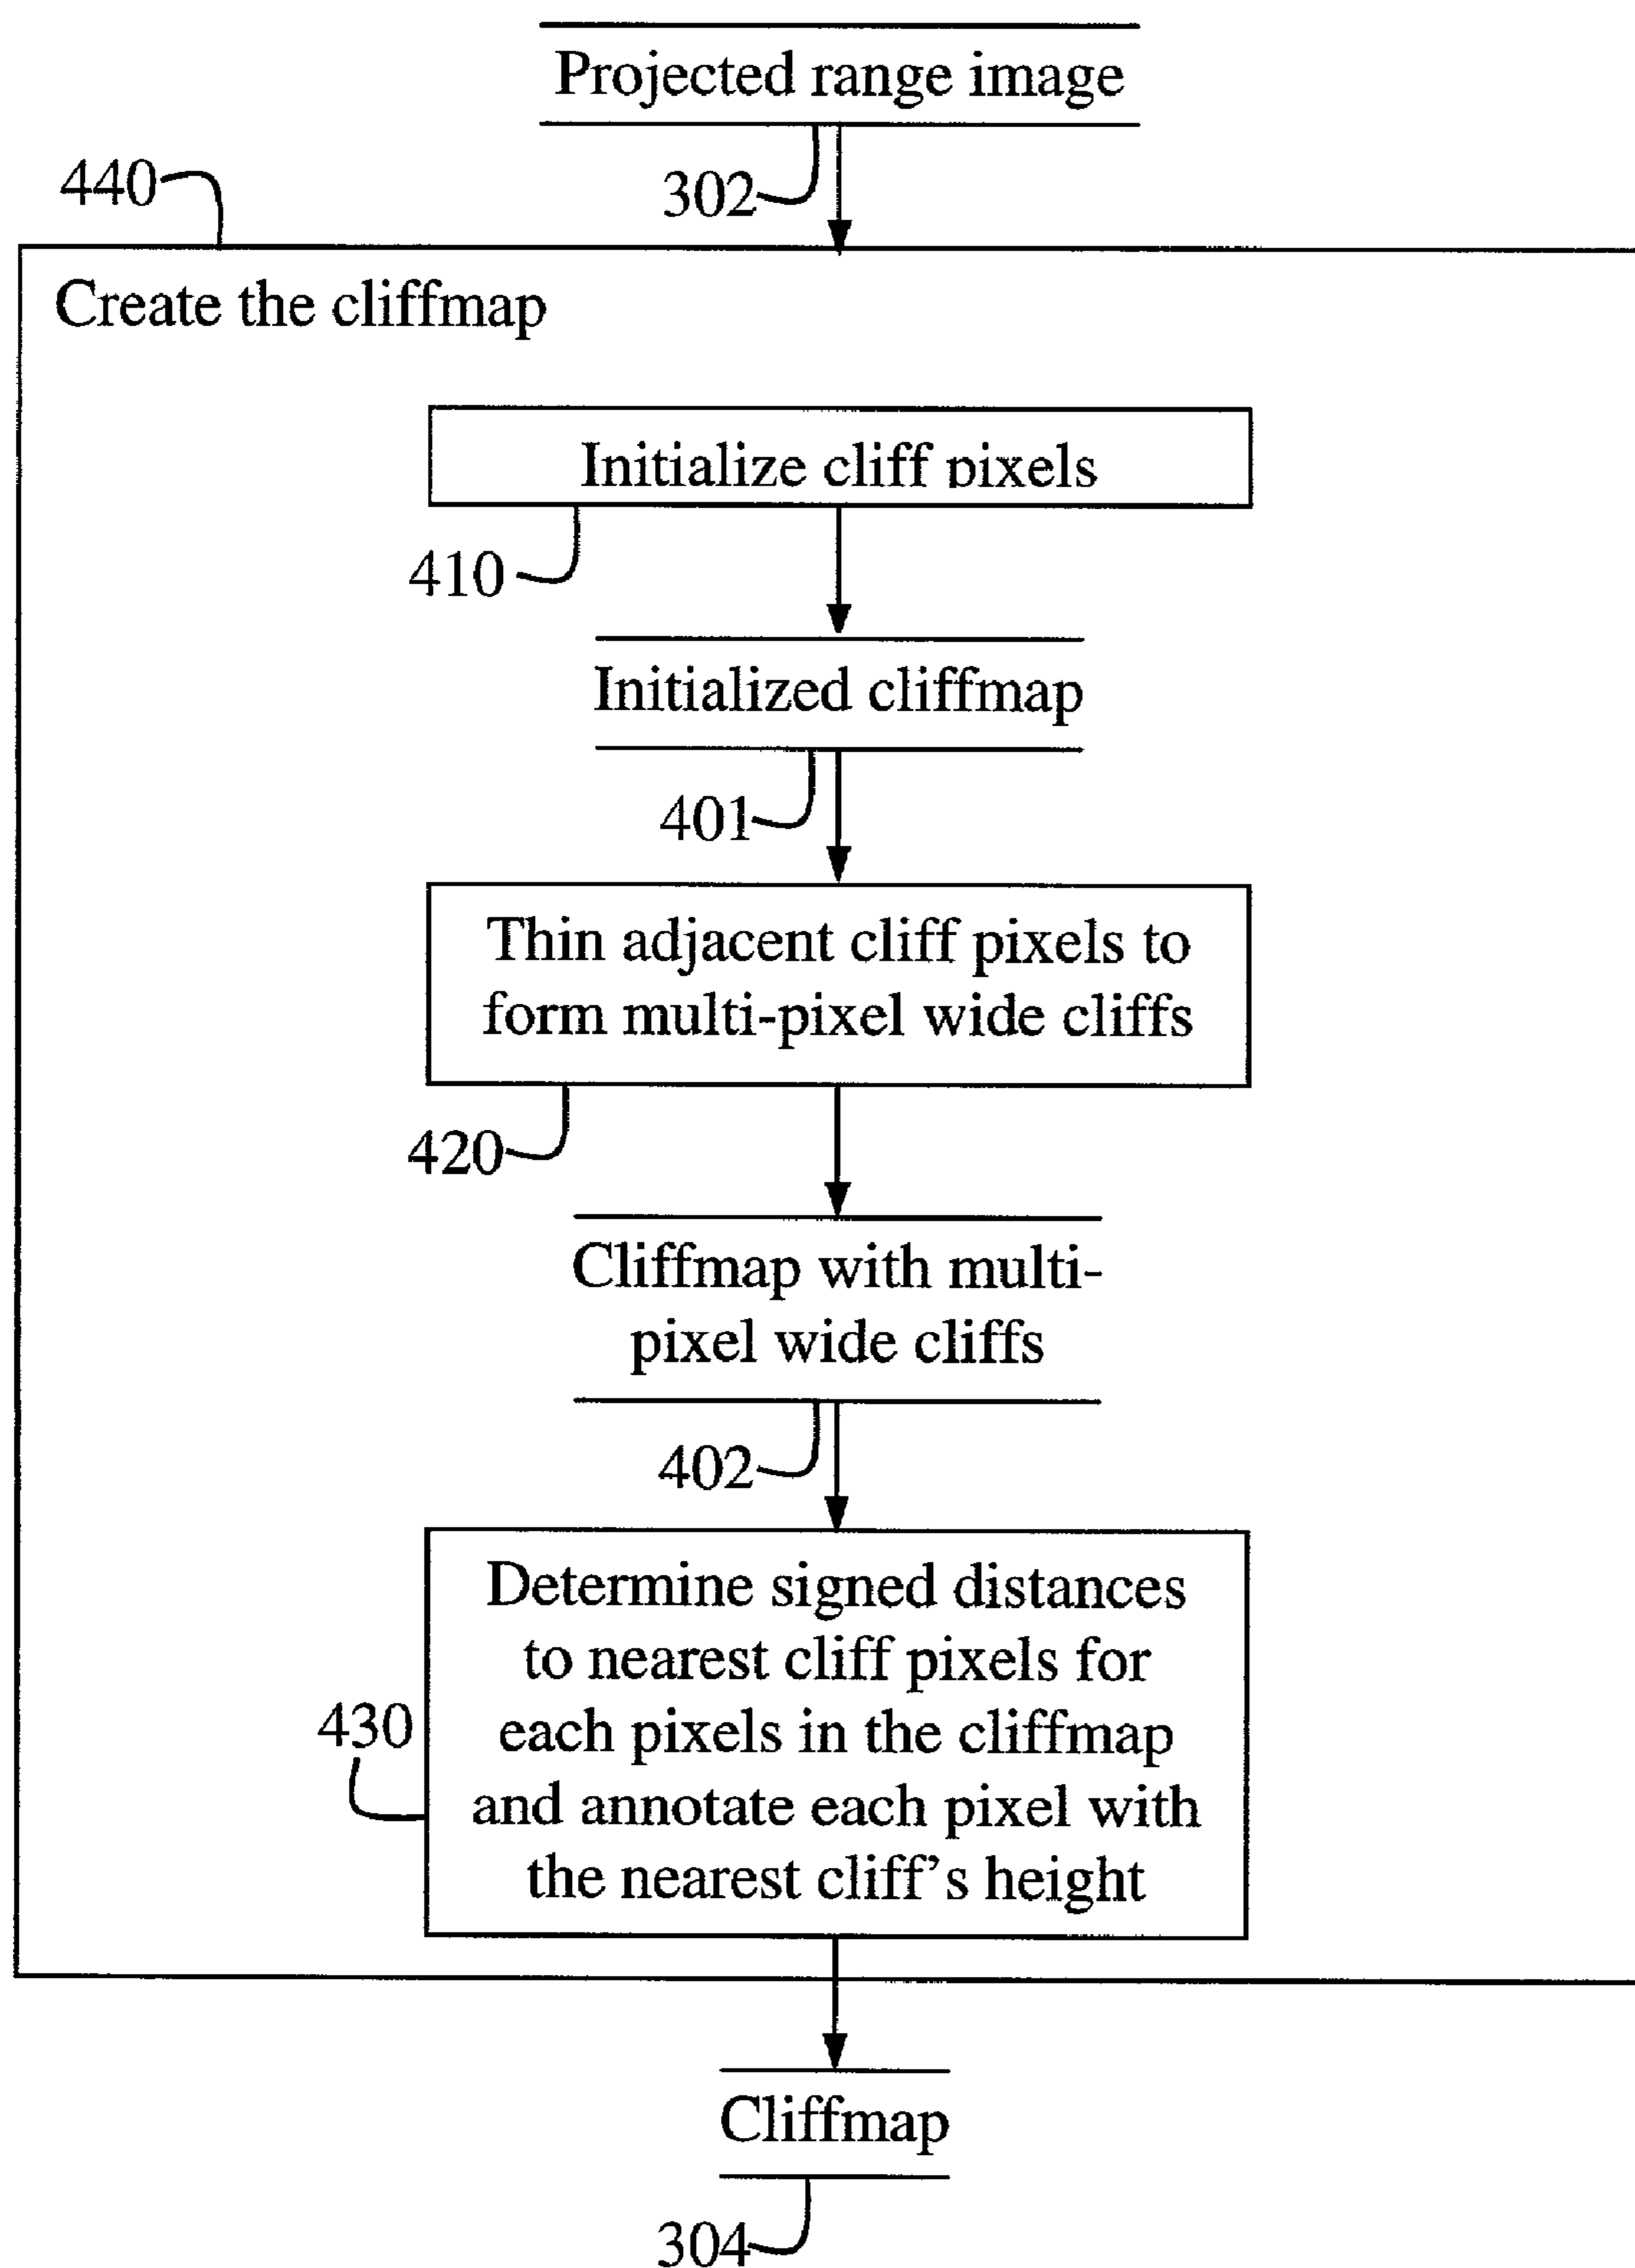 Projected range image
302
440
Create the cliffmap
Initialize cliff pixels
410
Initialized cliffmap
401
Thin adjacent cliff pixels to
form multi-pixel wide cliffs
420
Cliffmap with multi-
pixel wide cliffs
402
Determine signed distances
to nearest cliff pixels for
each pixels in the cliffmap
and annotate each pixel with
the nearest cliff's height
430
Cliffmap
304